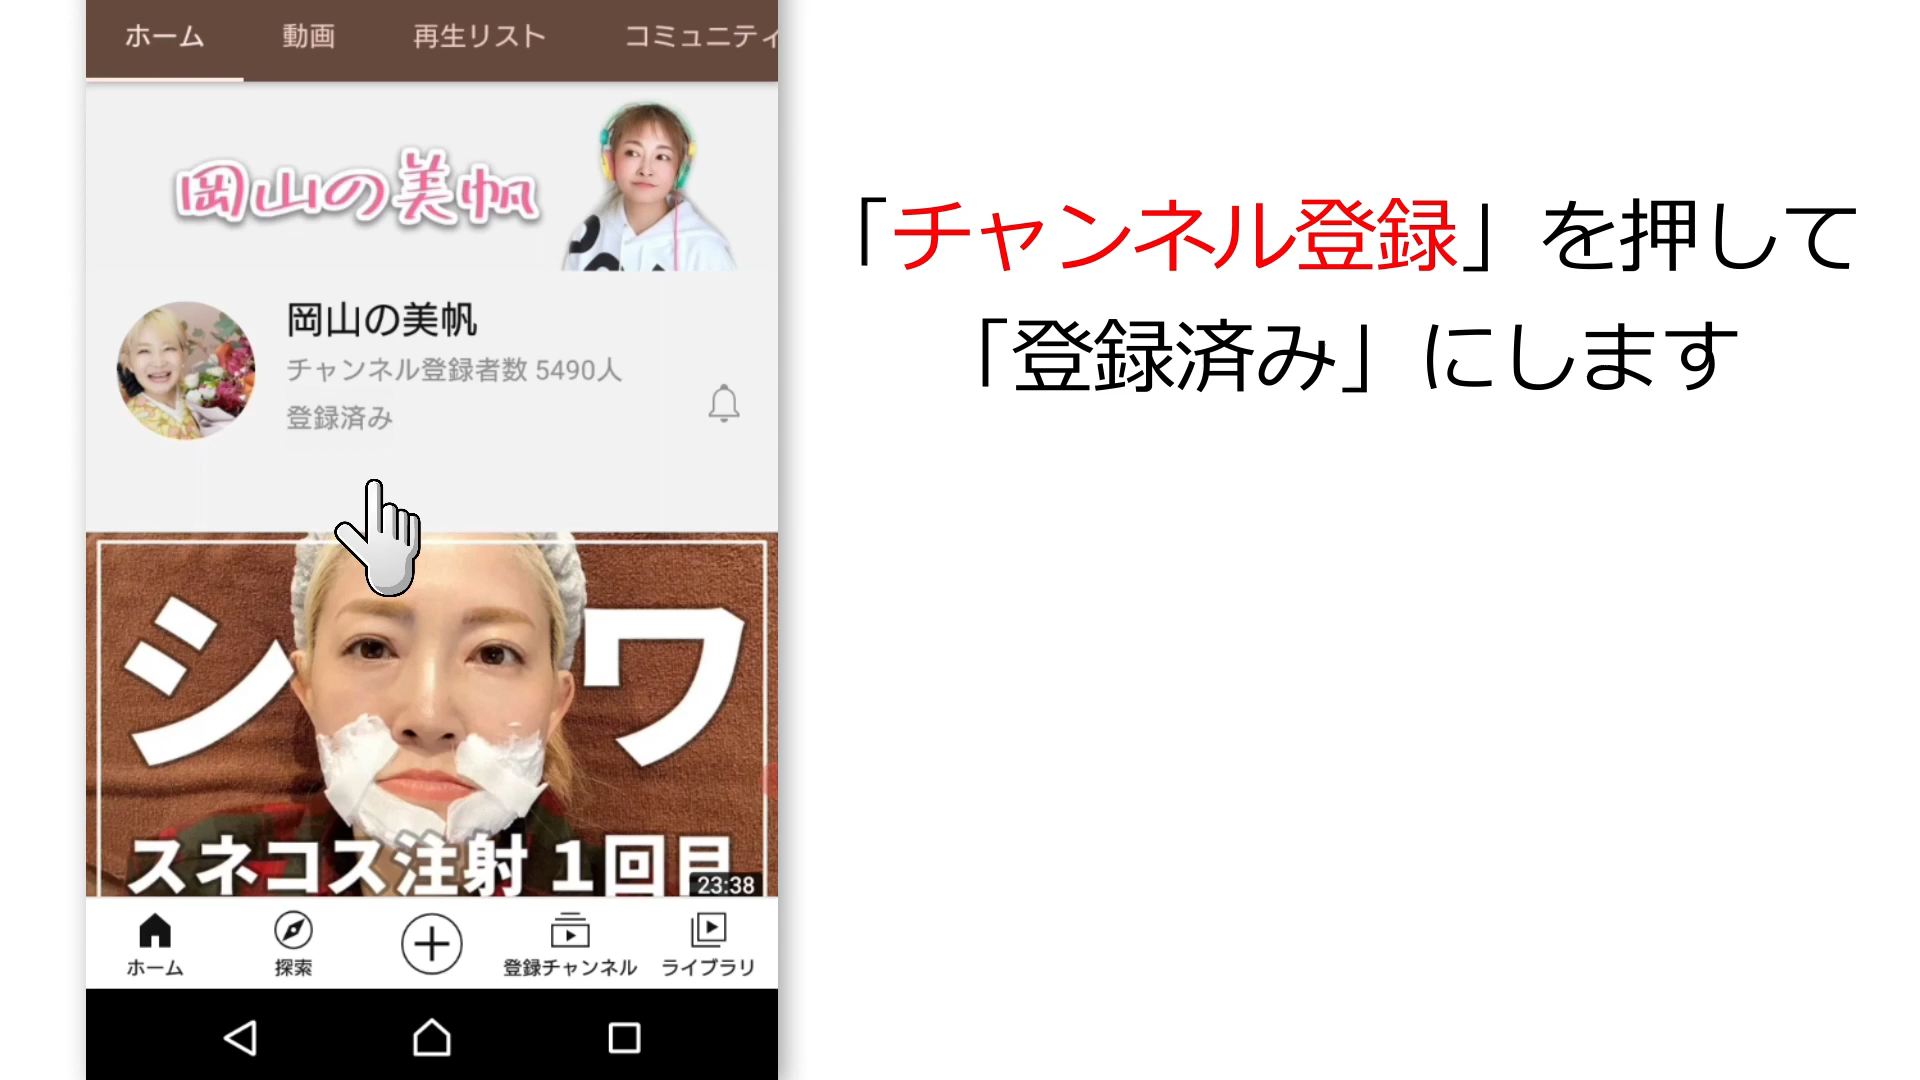 ホーム 動画 再生リスト コミュニティ
岡山の美帆
岡山の美帆
チャンネル登録者数 5490人
登録済み
シワ
スネコス注射 1回目
23:38
ホーム 探索 登録チャンネル ライブラリ
「チャンネル登録」を押して
「登録済み」にします